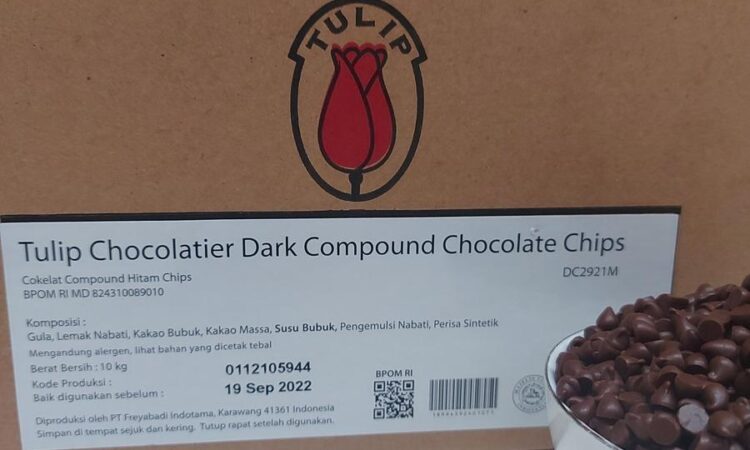 TULIP
Tulip Chocolatier Dark Compound Chocolate Chips
DC2921M
Cokelat Compound Hitam Chips
BPOM RI MD 824310089010
Komposisi :
Gula, Lemak Nabati, Kakao Bubuk, Kakao Massa, Susu Bubuk, Pengemulsi Nabati, Perisa Sintetik
Mengandung alergen, lihat bahan yang dicetak tebal
Berat Bersih : 10 kg
Kode Produksi : 0112105944
Baik digunakan sebelum : 19 Sep 2022
BPOM RI
Diproduksi oleh PT Freyabadi Indotama, Karawang 41361 Indonesia
Simpan di tempat sejuk dan kering. Tutup rapat setelah digunakan.